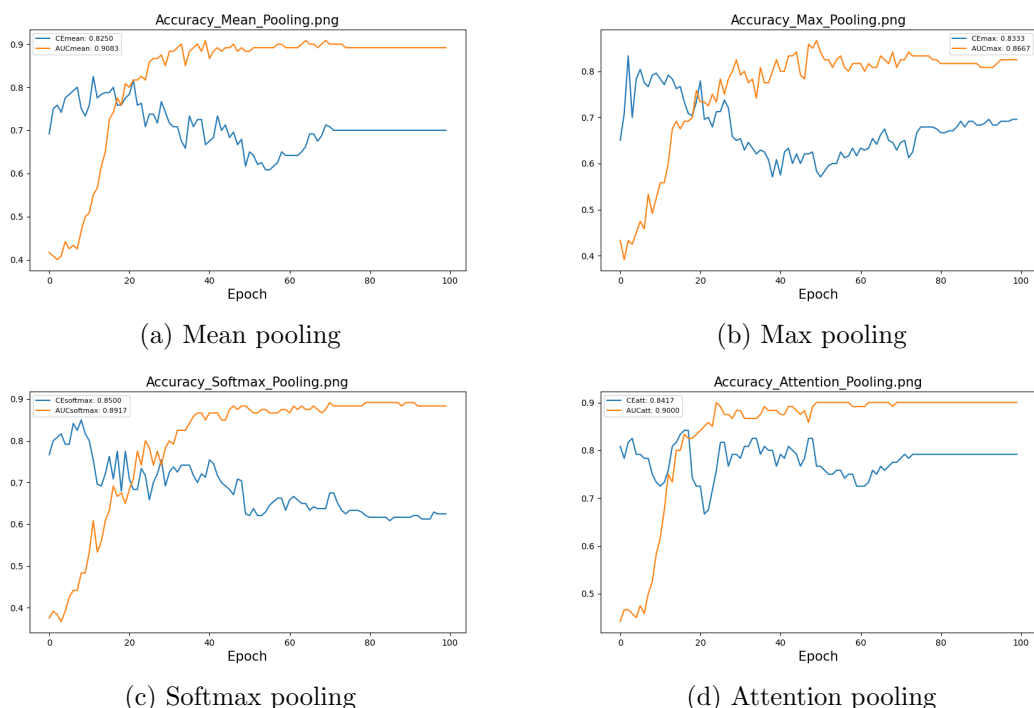 Accuracy_Mean_Pooling.png
CEmean: 0.8250
AUCmean: 0.9083
0.9
0.8
0.7
0.6
0.5
0.4
0 20 40 60 80 100
Epoch
(a) Mean pooling
Accuracy_Max_Pooling.png
CEmax: 0.8333
AUCmax: 0.8667
0.8
0.7
0.6
0.5
0.4
0 20 40 60 80 100
Epoch
(b) Max pooling
Accuracy_Softmax_Pooling.png
CEsoftmax: 0.8500
AUCsoftmax: 0.8917
0.9
0.8
0.7
0.6
0.5
0.4
0 20 40 60 80 100
Epoch
(c) Softmax pooling
Accuracy_Attention_Pooling.png
CEatt: 0.8417
AUCatt: 0.9000
0.9
0.8
0.7
0.6
0.5
0 20 40 60 80 100
Epoch
(d) Attention pooling